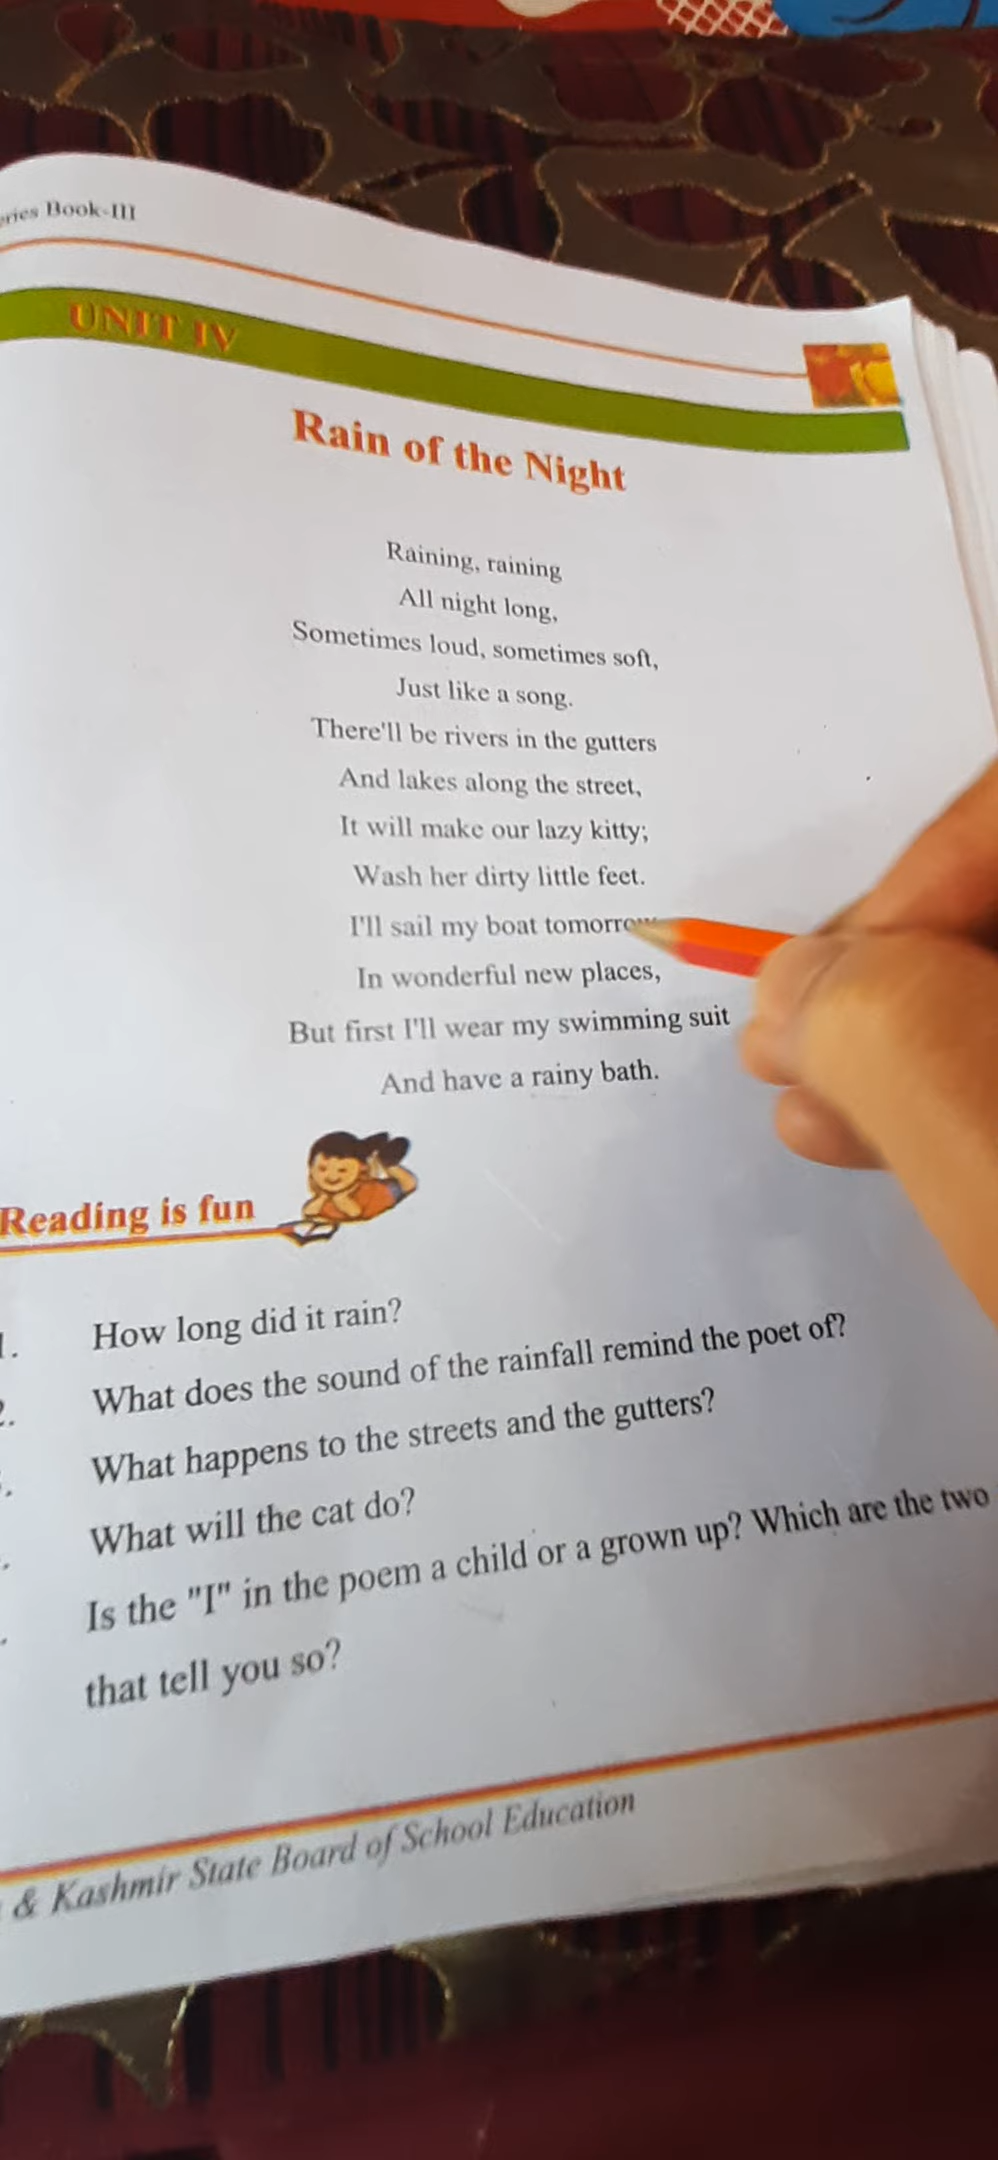 Book-III
UNIT IV
Rain of the Night
Raining, raining
All night long,
Sometimes loud, sometimes soft,
Just like a song.
There'll be rivers in the gutters
And lakes along the street,
It will make our lazy kitty;
Wash her dirty little feet.
I'll sail my boat tomorrow
In wonderful new places,
But first I'll wear my swimming suit
And have a rainy bath.
Reading is fun
1. How long did it rain?
2. What does the sound of the rainfall remind the poet of?
What happens to the streets and the gutters?
What will the cat do?
Is the "I" in the poem a child or a grown up? Which are the two
that tell you so?
& Kashmir State Board of School Education